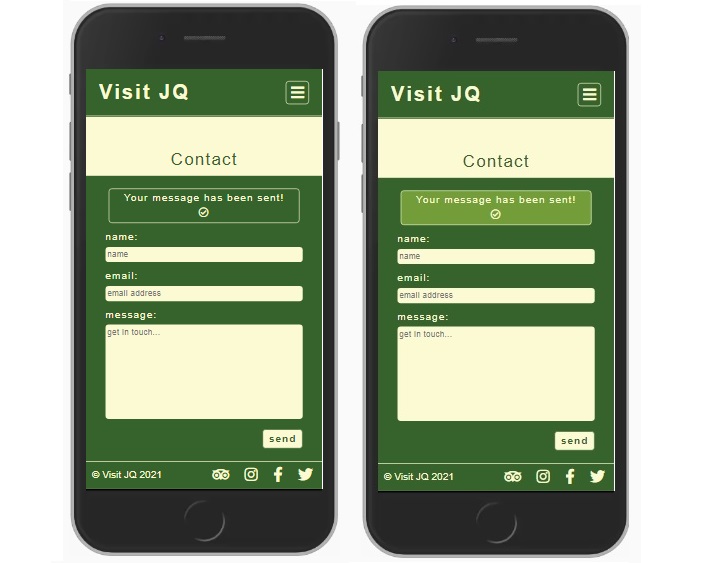 Visit JQ
Contact
Your message has been sent!
name:
name
email:
email address
message:
get in touch...
send
© Visit JQ 2021
Visit JQ
Contact
Your message has been sent!
name:
name
email:
email address
message:
get in touch...
send
© Visit JQ 2021